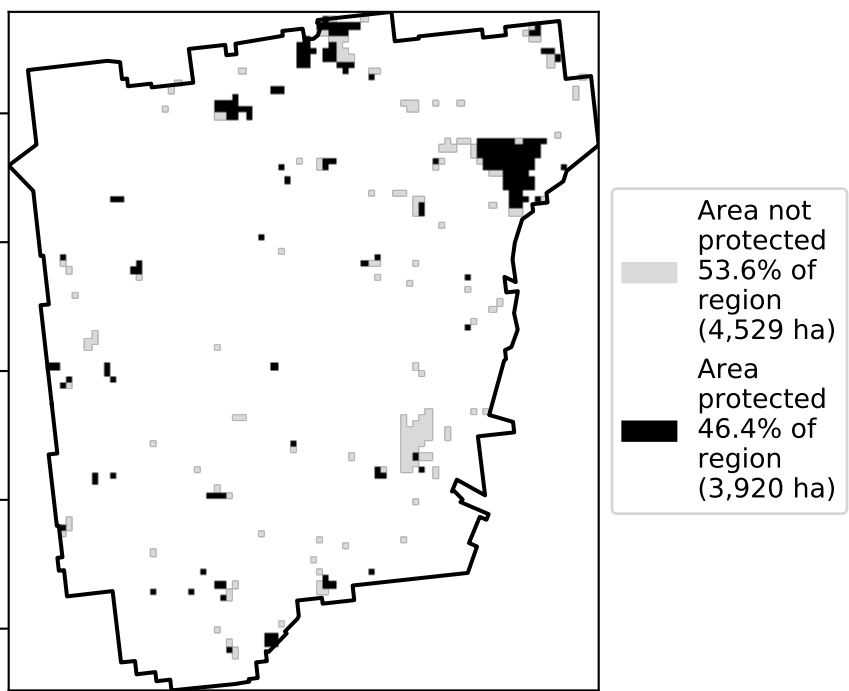 Area not
protected
53.6% of
region
(4,529 ha)
Area
protected
46.4% of
region
(3,920 ha)